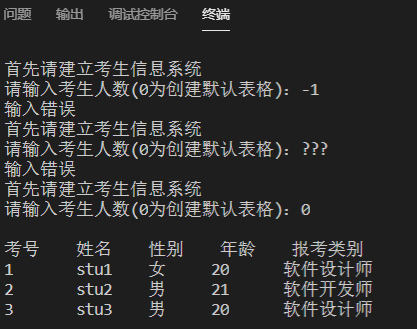 问题 输出 调试控制台 终端
首先请建立考生信息系统
请输入考生人数(0为创建默认表格): -1
输入错误
首先请建立考生信息系统
请输入考生人数(0为创建默认表格): ???
输入错误
首先请建立考生信息系统
请输入考生人数(0为创建默认表格): 0
考号 姓名 性别 年龄 报考类别
1 stu1 女 20 软件设计师
2 stu2 男 21 软件开发师
3 stu3 男 20 软件设计师